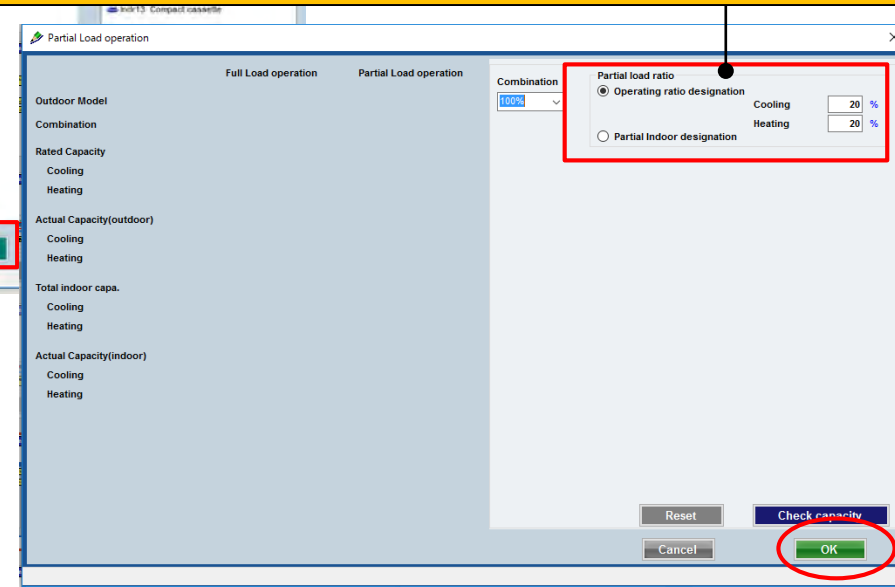 Indr13: Compact cassette
Partial Load operation
Full Load operation Partial Load operation
Combination
100%
Partial load ratio
Operating ratio designation
Cooling 20 %
Heating 20 %
Partial Indoor designation
Outdoor Model
Combination
Rated Capacity
Cooling
Heating
Actual Capacity(outdoor)
Cooling
Heating
Total indoor capa.
Cooling
Heating
Actual Capacity(indoor)
Cooling
Heating
Reset Check capacity
Cancel OK